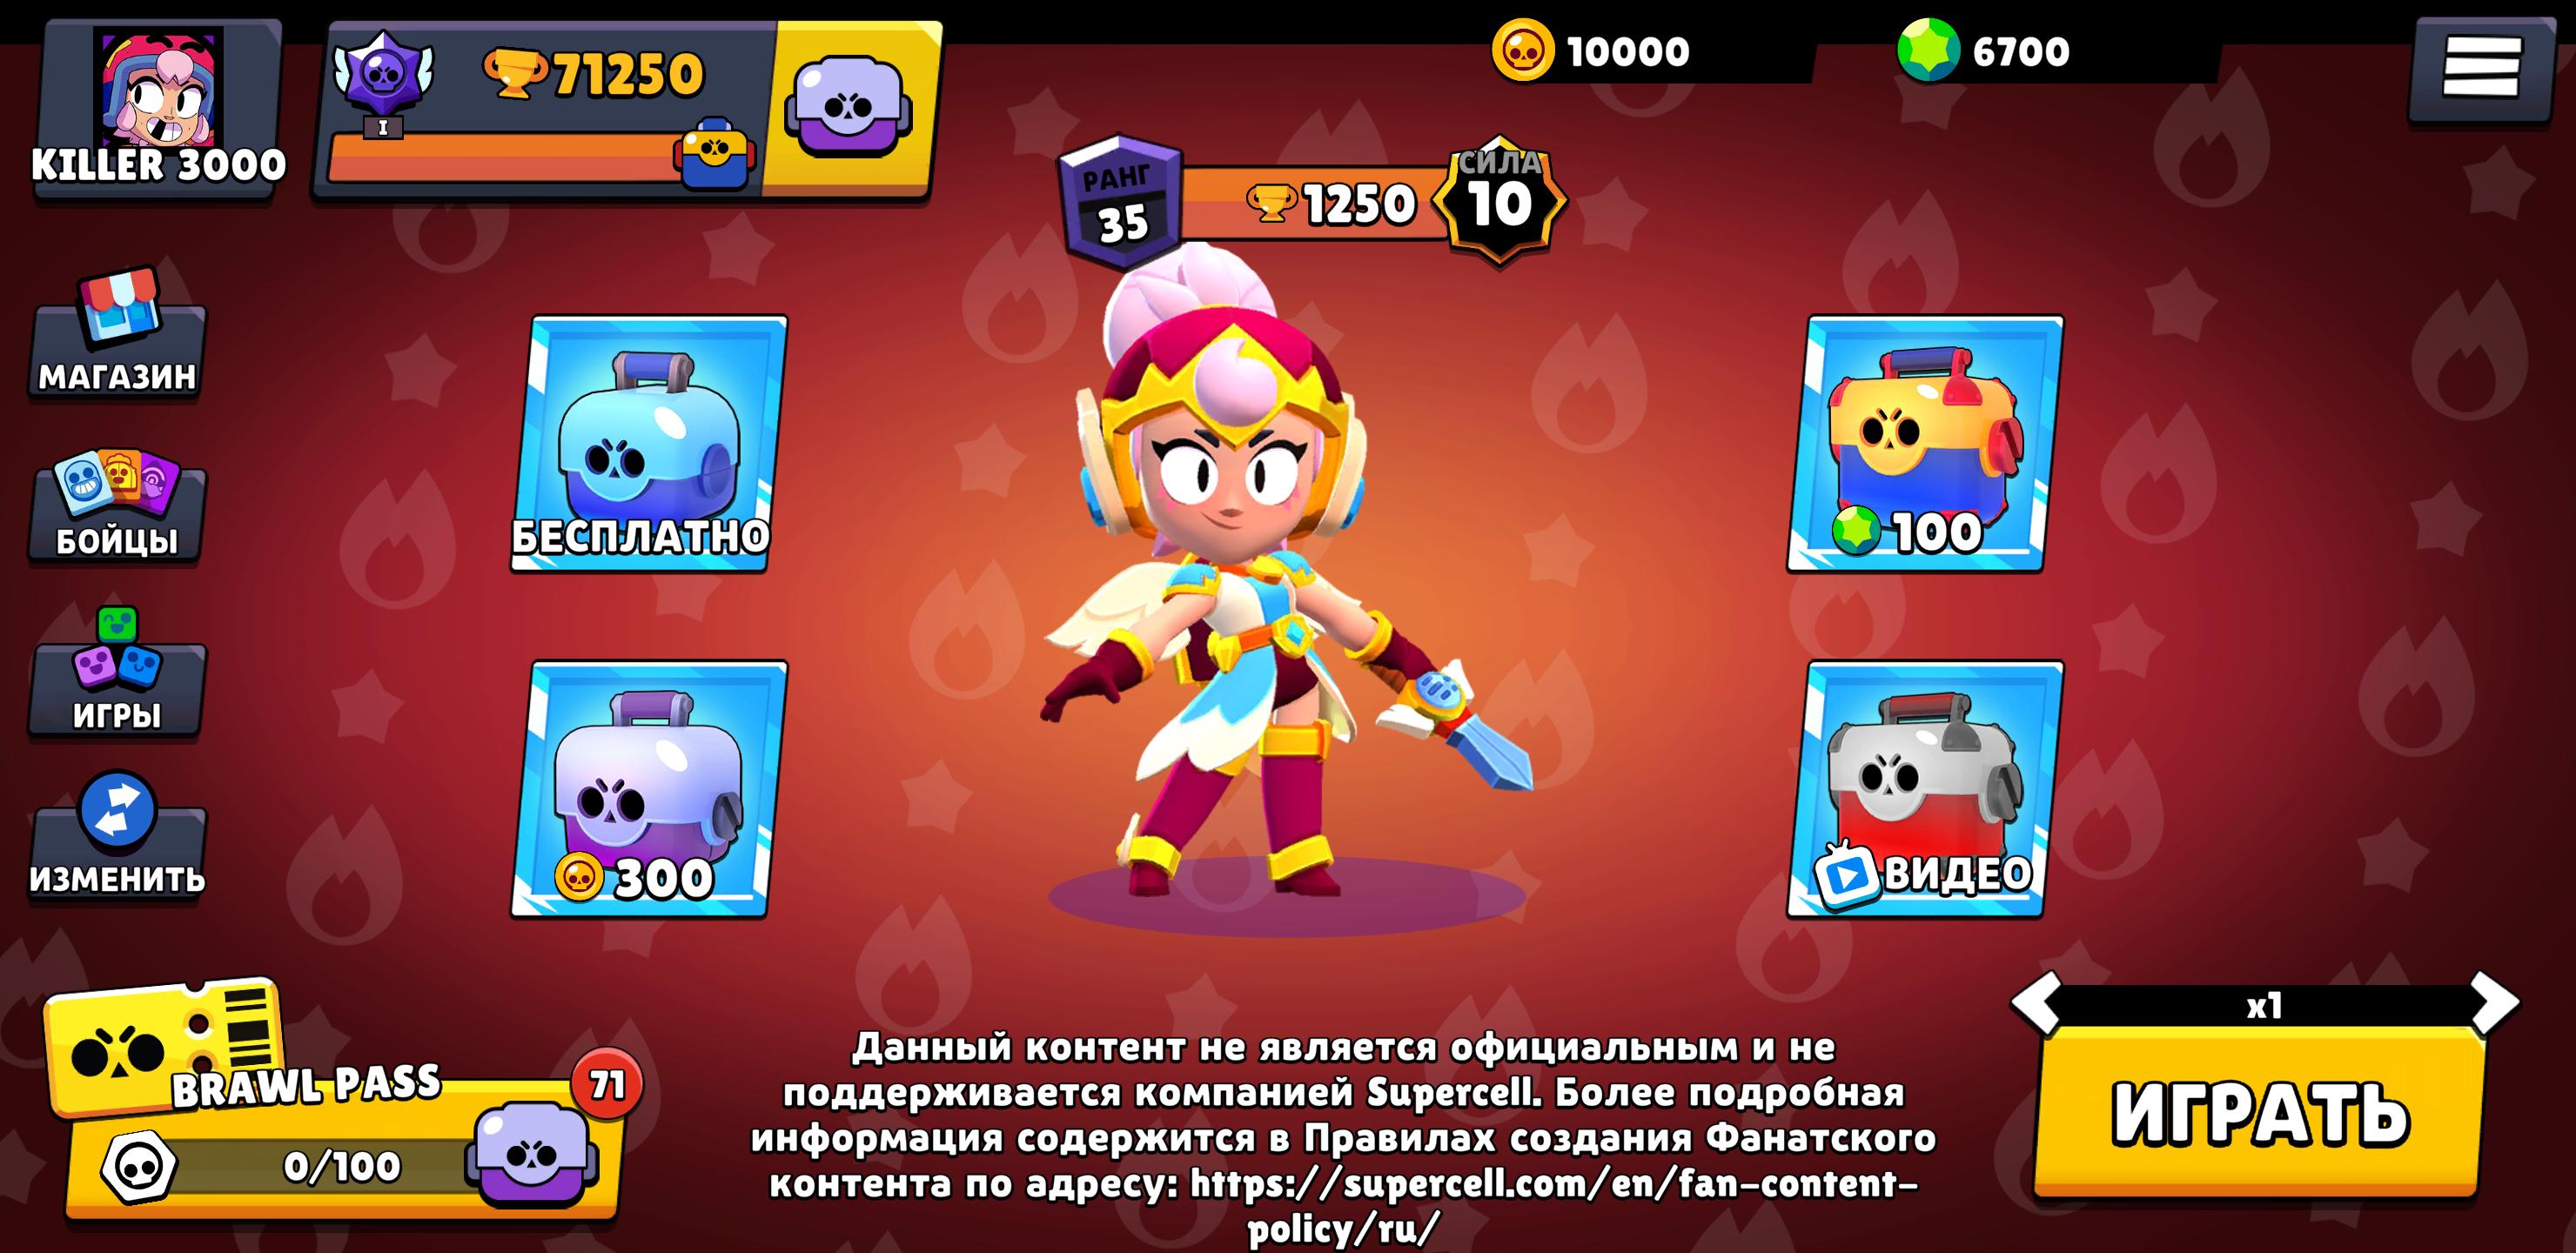 KILLER 3000
I
71250
10000
6700
РАНГ
35
1250
СИЛА
10
МАГАЗИН
БОЙЦЫ
ИГРЫ
ИЗМЕНИТЬ
БЕСПЛАТНО
300
100
ВИДЕО
BRAWL PASS
71
0/100
Данный контент не является официальным и не
поддерживается компанией Supercell. Более подробная
информация содержится в Правилах создания Фанатского
контента по адресу: https://supercell.com/en/fan-content-
policy/ru/
x1
ИГРАТЬ